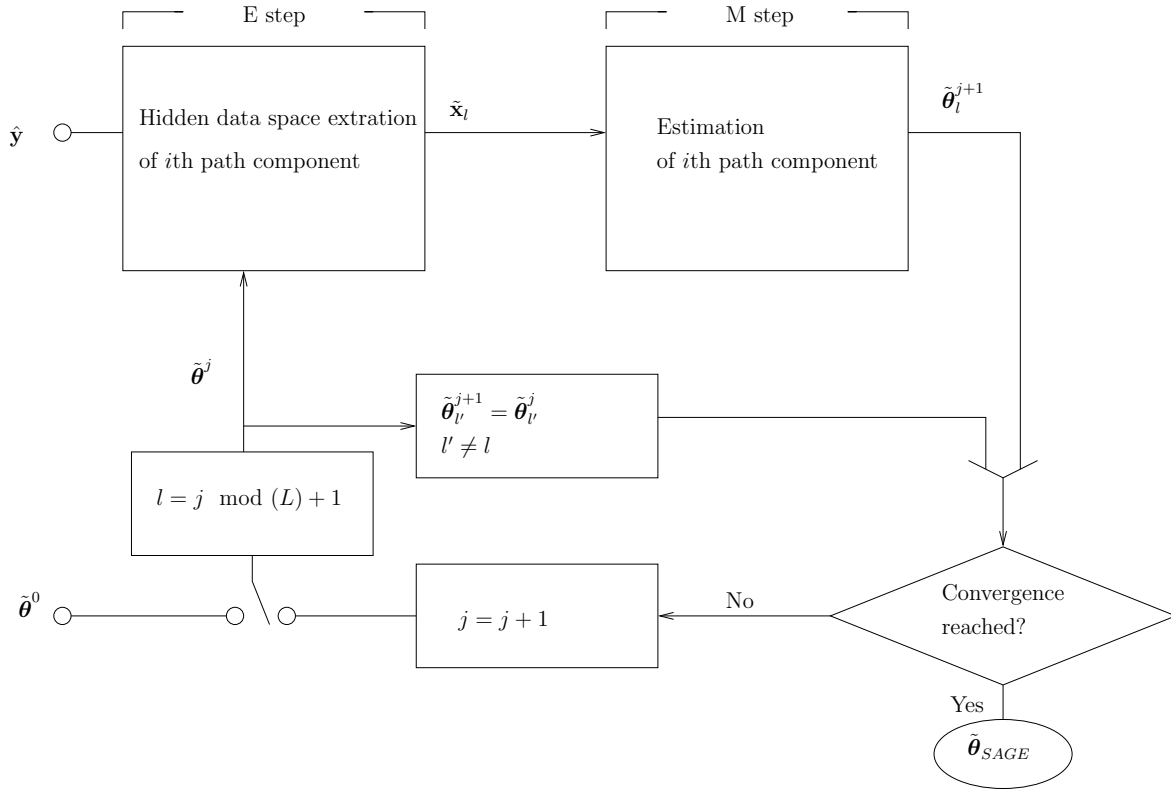 E step
M step
ŷ
Hidden data space extration
of ith path component
x̃_l
Estimation
of ith path component
θ̃_l^{j+1}
θ̃^j
θ̃_{l'}^{j+1} = θ̃_{l'}^j
l' ≠ l
l = j mod (L) + 1
θ̃^0
j = j + 1
No
Convergence
reached?
Yes
θ̃_{SAGE}